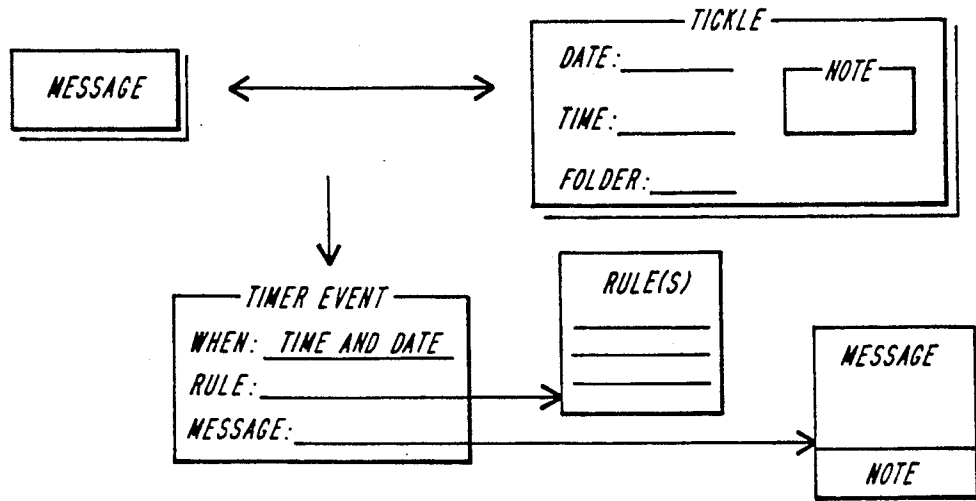 MESSAGE
TICKLE
DATE:
NOTE
TIME:
FOLDER:
TIMER EVENT
WHEN: TIME AND DATE
RULE:
MESSAGE:
RULE(S)
MESSAGE
NOTE